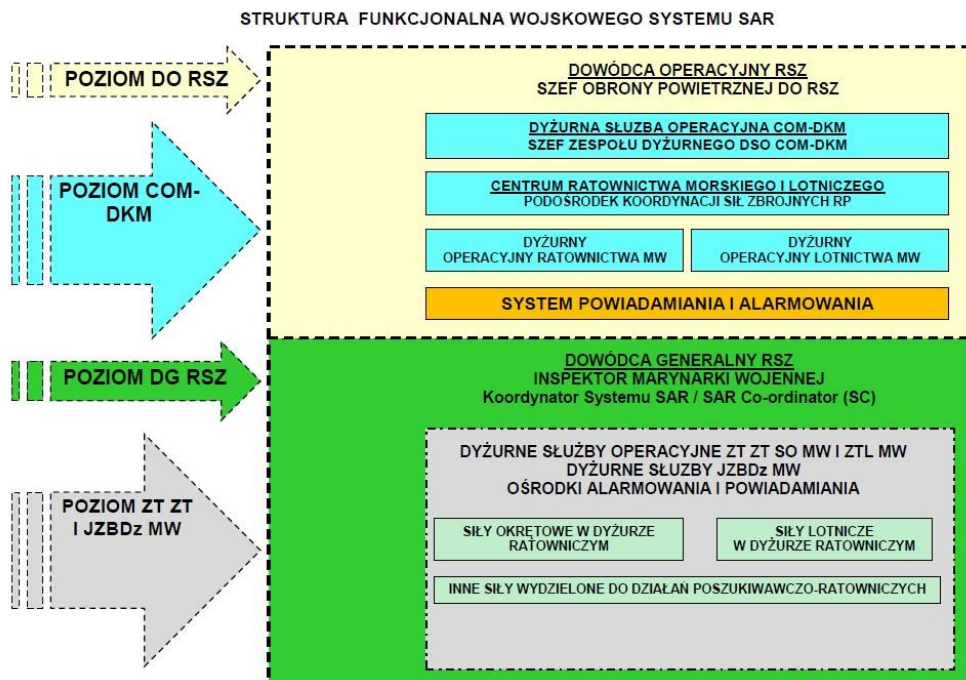 STRUKTURA FUNKCJONALNA WOJSKOWEGO SYSTEMU SAR
POZIOM DO RSZ
DOWÓDCA OPERACYJNY RSZ
SZEF OBRONY POWIETRZNEJ DO RSZ
POZIOM COM-
DKM
DYŻURNA SŁUŻBA OPERACYJNA COM-DKM
SZEF ZESPOŁU DYŻURNEGO DSO COM-DKM
CENTRUM RATOWNICTWA MORSKIEGO I LOTNICZEGO
PODOŚRODEK KOORDYNACJI SIŁ ZBROJNYCH RP
DYŻURNY
OPERACYJNY RATOWNICTWA MW
DYŻURNY
OPERACYJNY LOTNICTWA MW
SYSTEM POWIADAMIANIA I ALARMOWANIA
POZIOM DG RSZ
DOWÓDCA GENERALNY RSZ
INSPEKTOR MARYNARKI WOJENNEJ
Koordynator Systemu SAR / SAR Co-ordinator (SC)
POZIOM ZT ZT
I JZBDz MW
DYŻURNE SŁUŻBY OPERACYJNE ZT ZT SO MW I ZTL MW
DYŻURNE SŁUZBY JZBDz MW
OŚRODKI ALARMOWANIA I POWIADAMIANIA
SIŁY OKRĘTOWE W DYŻURZE
RATOWNICZYM
SIŁY LOTNICZE
W DYŻURZE RATOWNICZYM
INNE SIŁY WYDZIELONE DO DZIAŁAŃ POSZUKIWAWCZO-RATOWNICZYCH